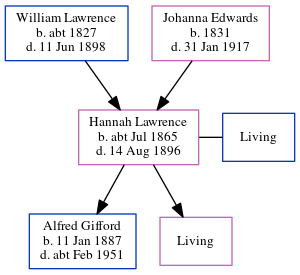 William Lawrence
b. abt 1827
d. 11 Jun 1898
Johanna Edwards
b. 1831
d. 31 Jan 1917
Hannah Lawrence
b. abt Jul 1865
d. 14 Aug 1896
Living
Alfred Gifford
b. 11 Jan 1887
d. abt Feb 1951
Living